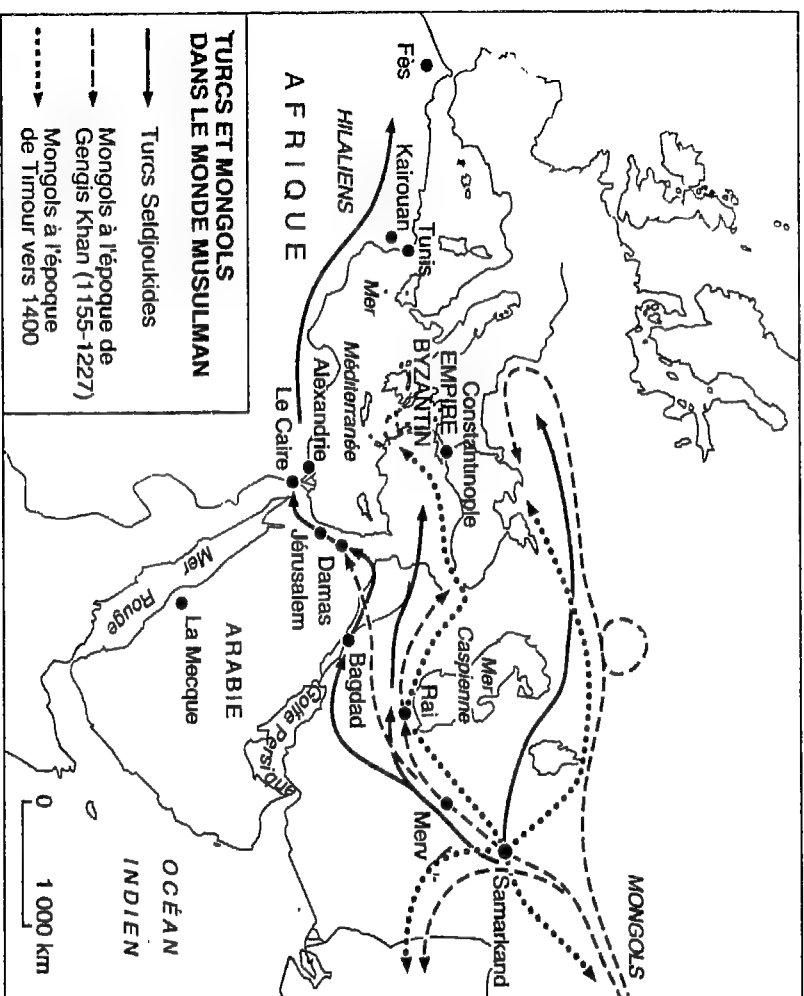 TURCS ET MONGOLS
DANS LE MONDE MUSULMAN
Turcs Seldjoukides
Mongols à l'époque de
Gengis Khan (1155-1227)
Mongols à l'époque
de Timour vers 1400
MONGOLS
Fès
HILALIENS
AFRIQUE
Kairouan
Tunis
Mer
Méditerranée
EMPIRE
BYZANTIN
Constantinople
Alexandrie
Le Caire
Jérusalem
Damas
Mer
Rouge
La Mecque
ARABIE
Bagdad
Golfe Persique
Mer
Caspienne
Rai
Merv
Samarkand
OCÉAN
INDIEN
0 1 000 km